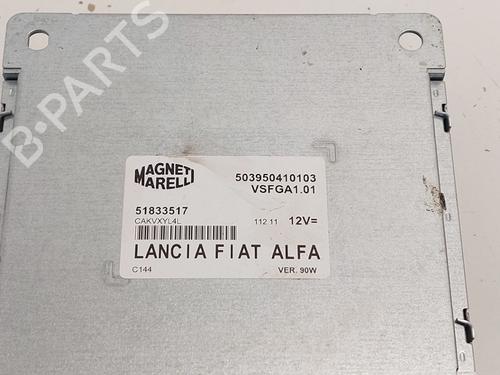 B-PARTS
MAGNETI MARELLI
503950410103
VSFGA1.01
51833517
CAKVXYL4L
112 11 12V=
LANCIA FIAT ALFA
C144 VER. 90W